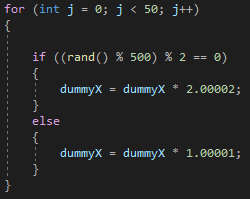 for (int j = 0; j < 50; j++)
{
if ((rand() % 500) % 2 == 0)
{
dummyX = dummyX * 2.00002;
}
else
{
dummyX = dummyX * 1.00001;
}
}